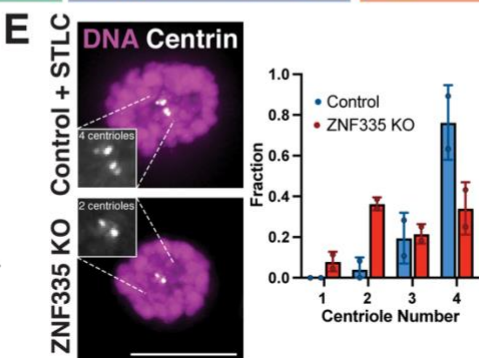 E
Control + STLC
DNA Centrin
4 centrioles
ZNF335 KO
2 centrioles
Fraction
1.0
0.8
0.6
0.4
0.2
0.0
Control
ZNF335 KO
1 2 3 4
Centriole Number